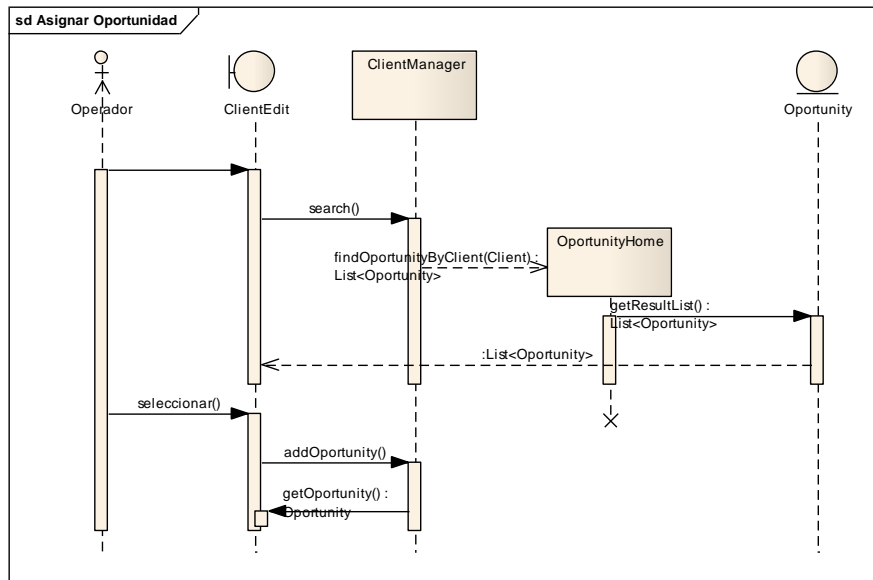 sd Asignar Oportunidad
Operador
ClientEdit
ClientManager
Oportunity
search()
findOportunityByClient(Client) :
List<Oportunity>
OportunityHome
getResultList() :
List<Oportunity>
:List<Oportunity>
seleccionar()
addOportunity()
getOportunity() :
Oportunity